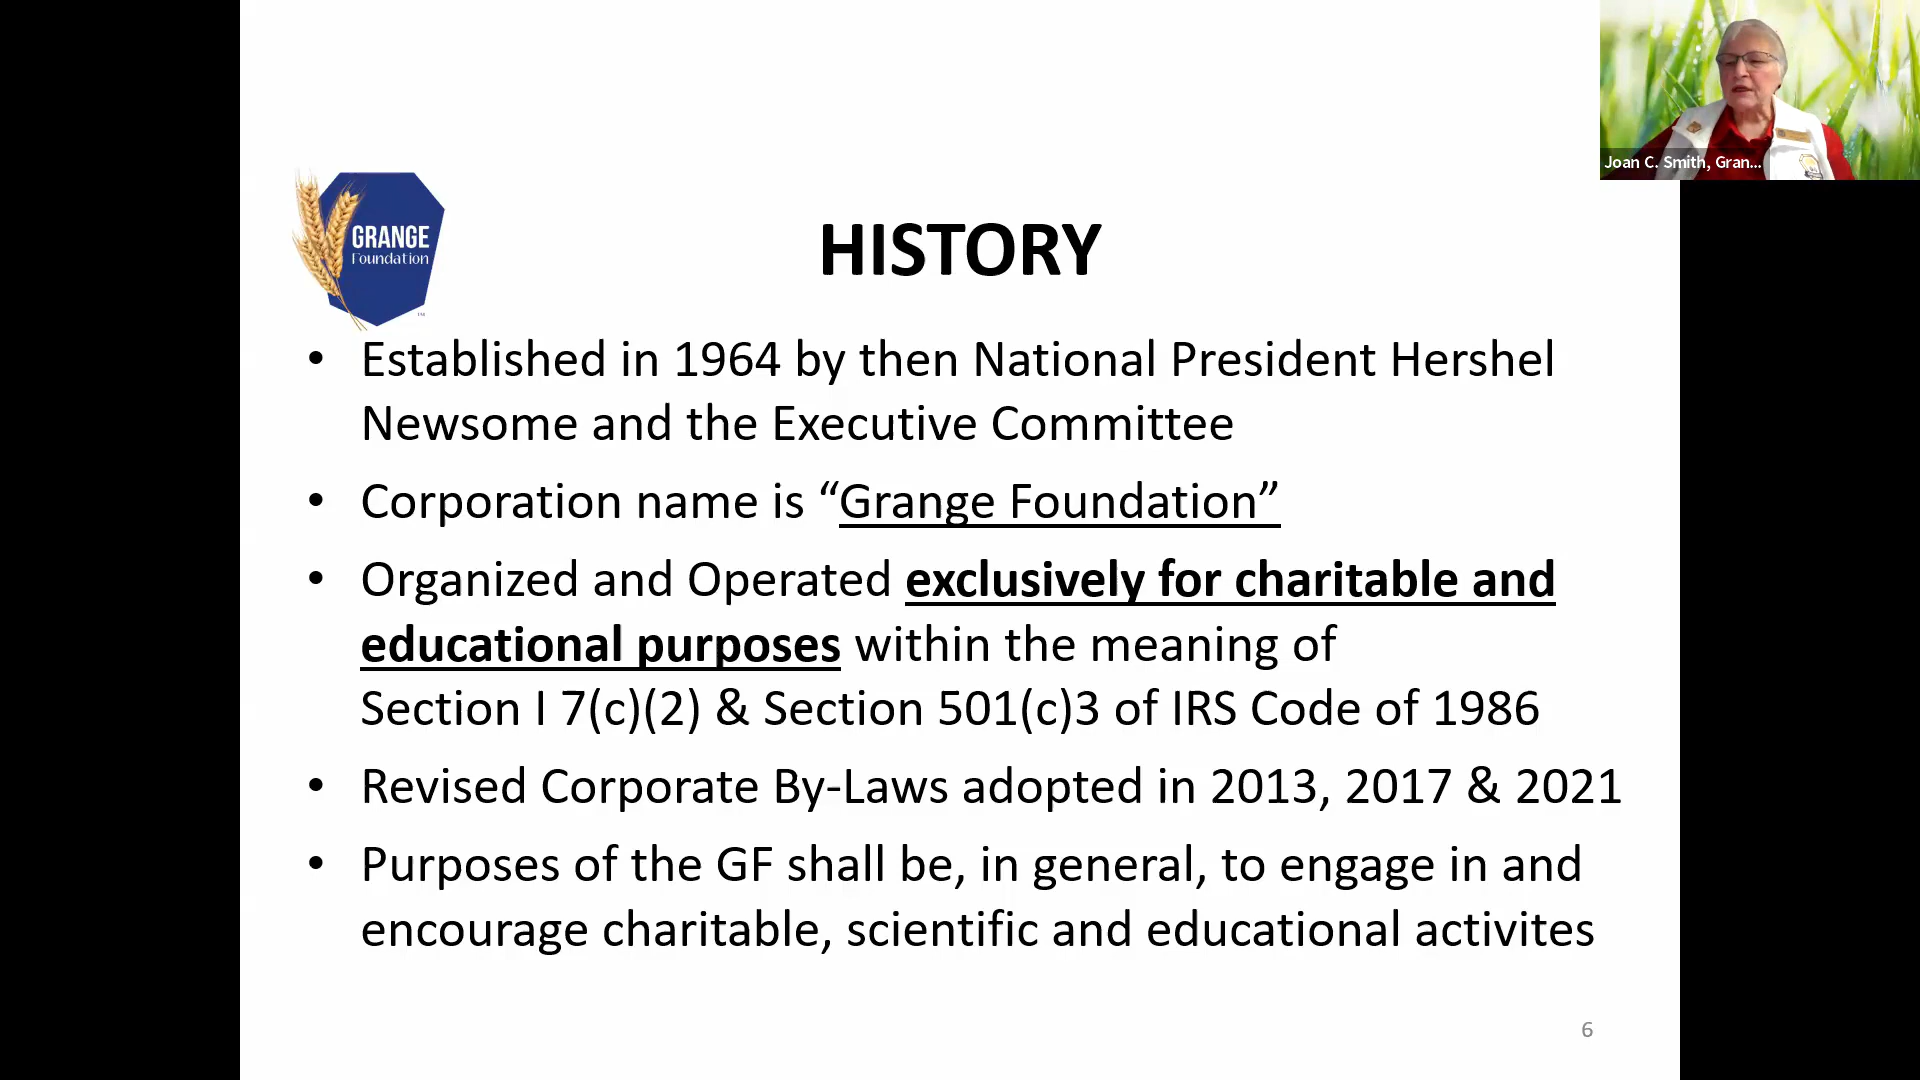 Joan C. Smith, Gran...
GRANGE
Foundation
TM
HISTORY
• Established in 1964 by then National President Hershel
Newsome and the Executive Committee
• Corporation name is “Grange Foundation”
• Organized and Operated exclusively for charitable and
educational purposes within the meaning of
Section I 7(c)(2) & Section 501(c)3 of IRS Code of 1986
• Revised Corporate By-Laws adopted in 2013, 2017 & 2021
• Purposes of the GF shall be, in general, to engage in and
encourage charitable, scientific and educational activites
6